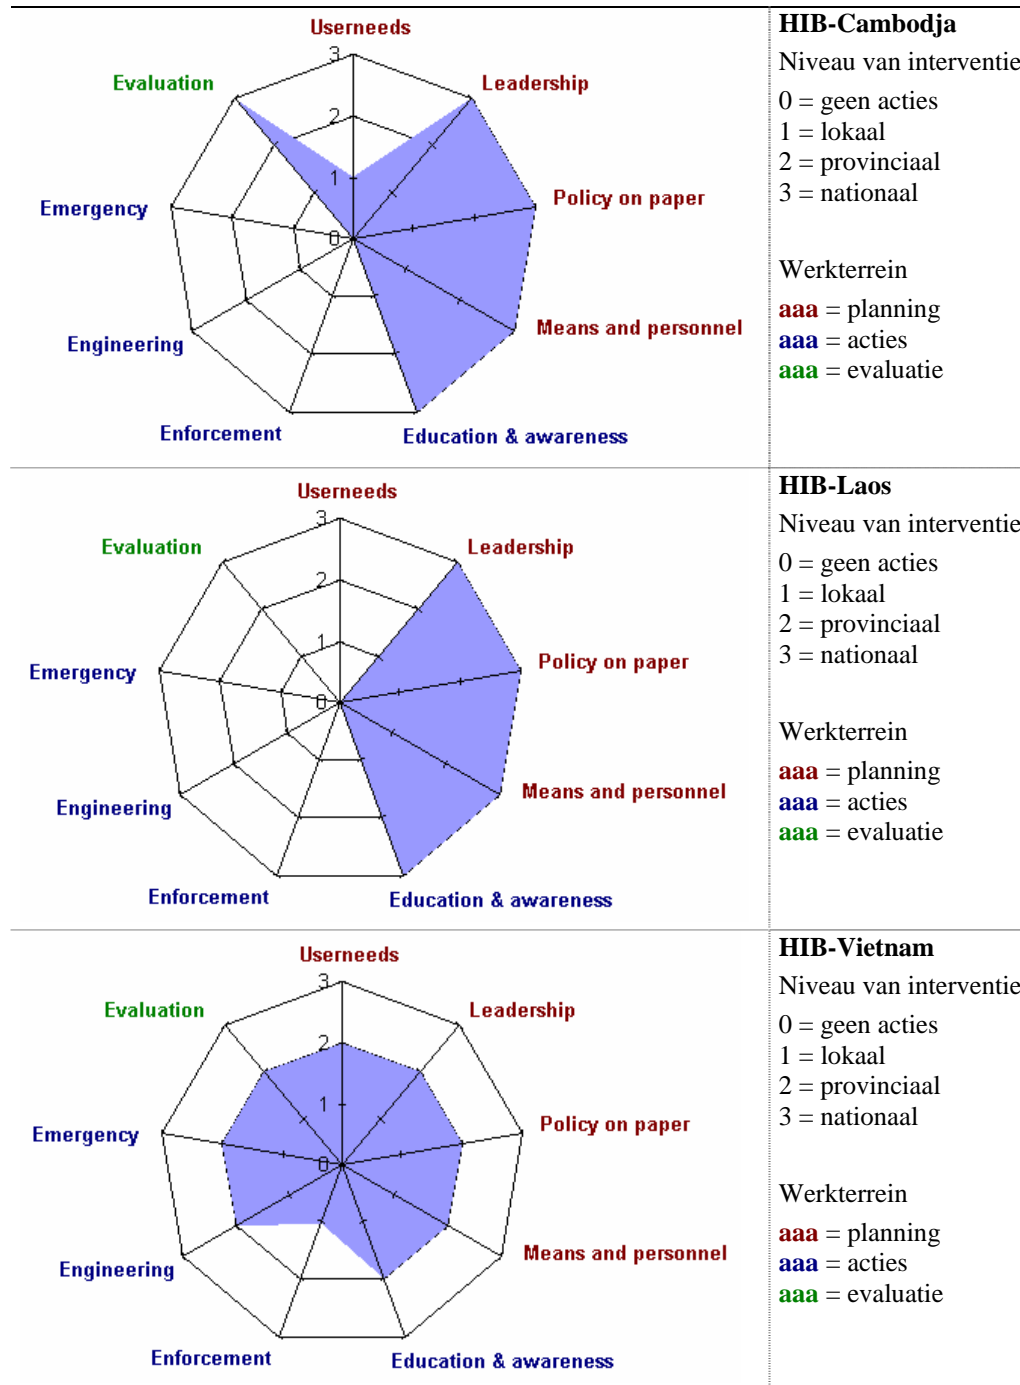 Userneeds
3
Evaluation
Leadership
2
1
Policy on paper
Emergency
0
Means and personnel
Engineering
Enforcement
Education & awareness
HIB-Cambodja
Niveau van interventie
0 = geen acties
1 = lokaal
2 = provinciaal
3 = nationaal
Werkterrein
aaa = planning
aaa = acties
aaa = evaluatie
Userneeds
3
Evaluation
Leadership
2
1
Policy on paper
Emergency
0
Means and personnel
Engineering
Enforcement
Education & awareness
HIB-Laos
Niveau van interventie
0 = geen acties
1 = lokaal
2 = provinciaal
3 = nationaal
Werkterrein
aaa = planning
aaa = acties
aaa = evaluatie
Userneeds
3
Evaluation
Leadership
2
1
Policy on paper
Emergency
0
Means and personnel
Engineering
Enforcement
Education & awareness
HIB-Vietnam
Niveau van interventie
0 = geen acties
1 = lokaal
2 = provinciaal
3 = nationaal
Werkterrein
aaa = planning
aaa = acties
aaa = evaluatie